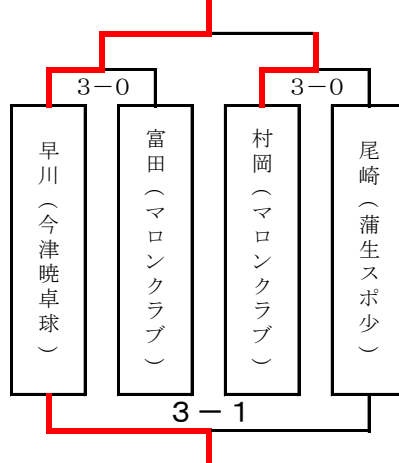 3－0
3－0
早川（今津暁卓球）
富田（マロンクラブ）
村岡（マロンクラブ）
尾崎（蒲生スポ少）
3－1